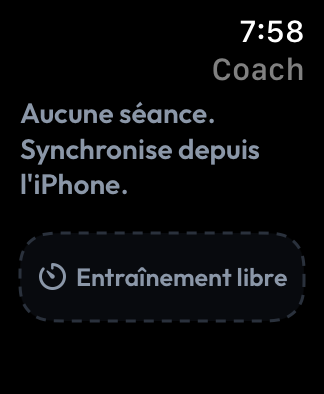 7:58
Coach
Aucune séance.
Synchronise depuis
l'iPhone.
Entraînement libre